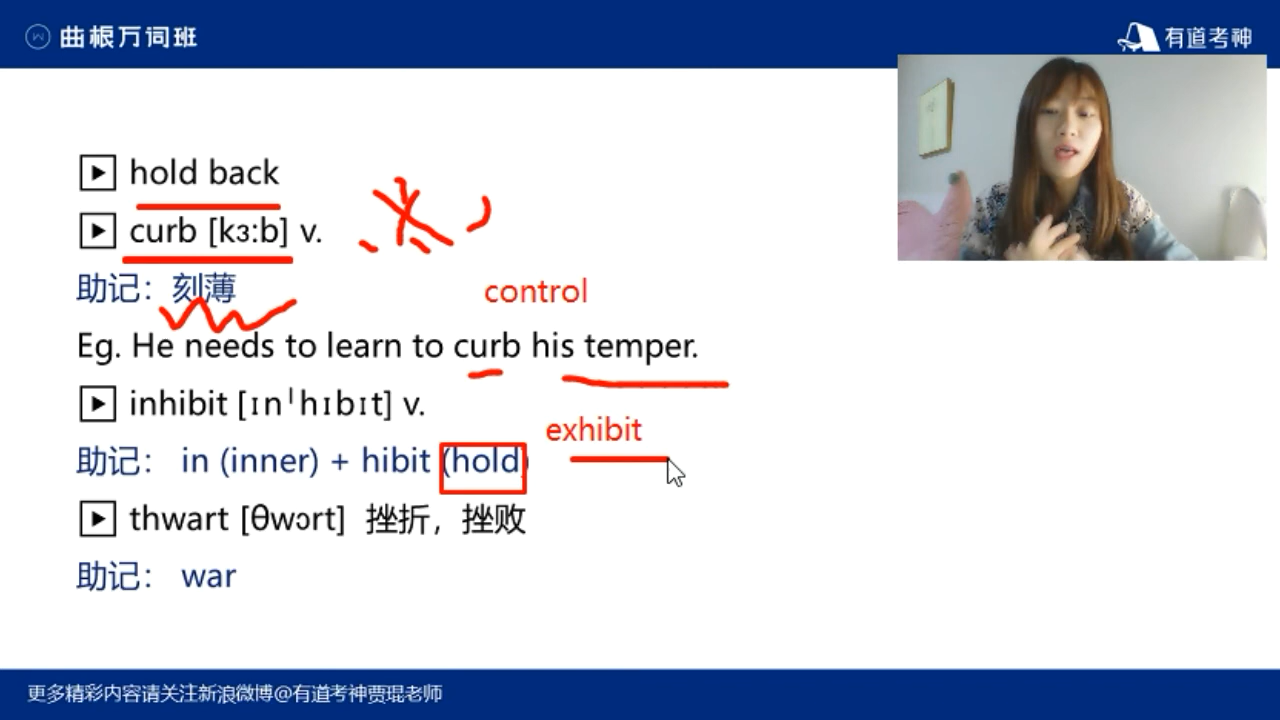 曲根万词班
有道考神
hold back
curb [kɜ:b] v.
助记：刻薄
control
Eg. He needs to learn to curb his temper.
inhibit [ɪnˈhɪbɪt] v.
exhibit
助记： in (inner) + hibit (hold)
thwart [θwɔrt] 挫折，挫败
助记： war
更多精彩内容请关注新浪微博@有道考神贾琨老师